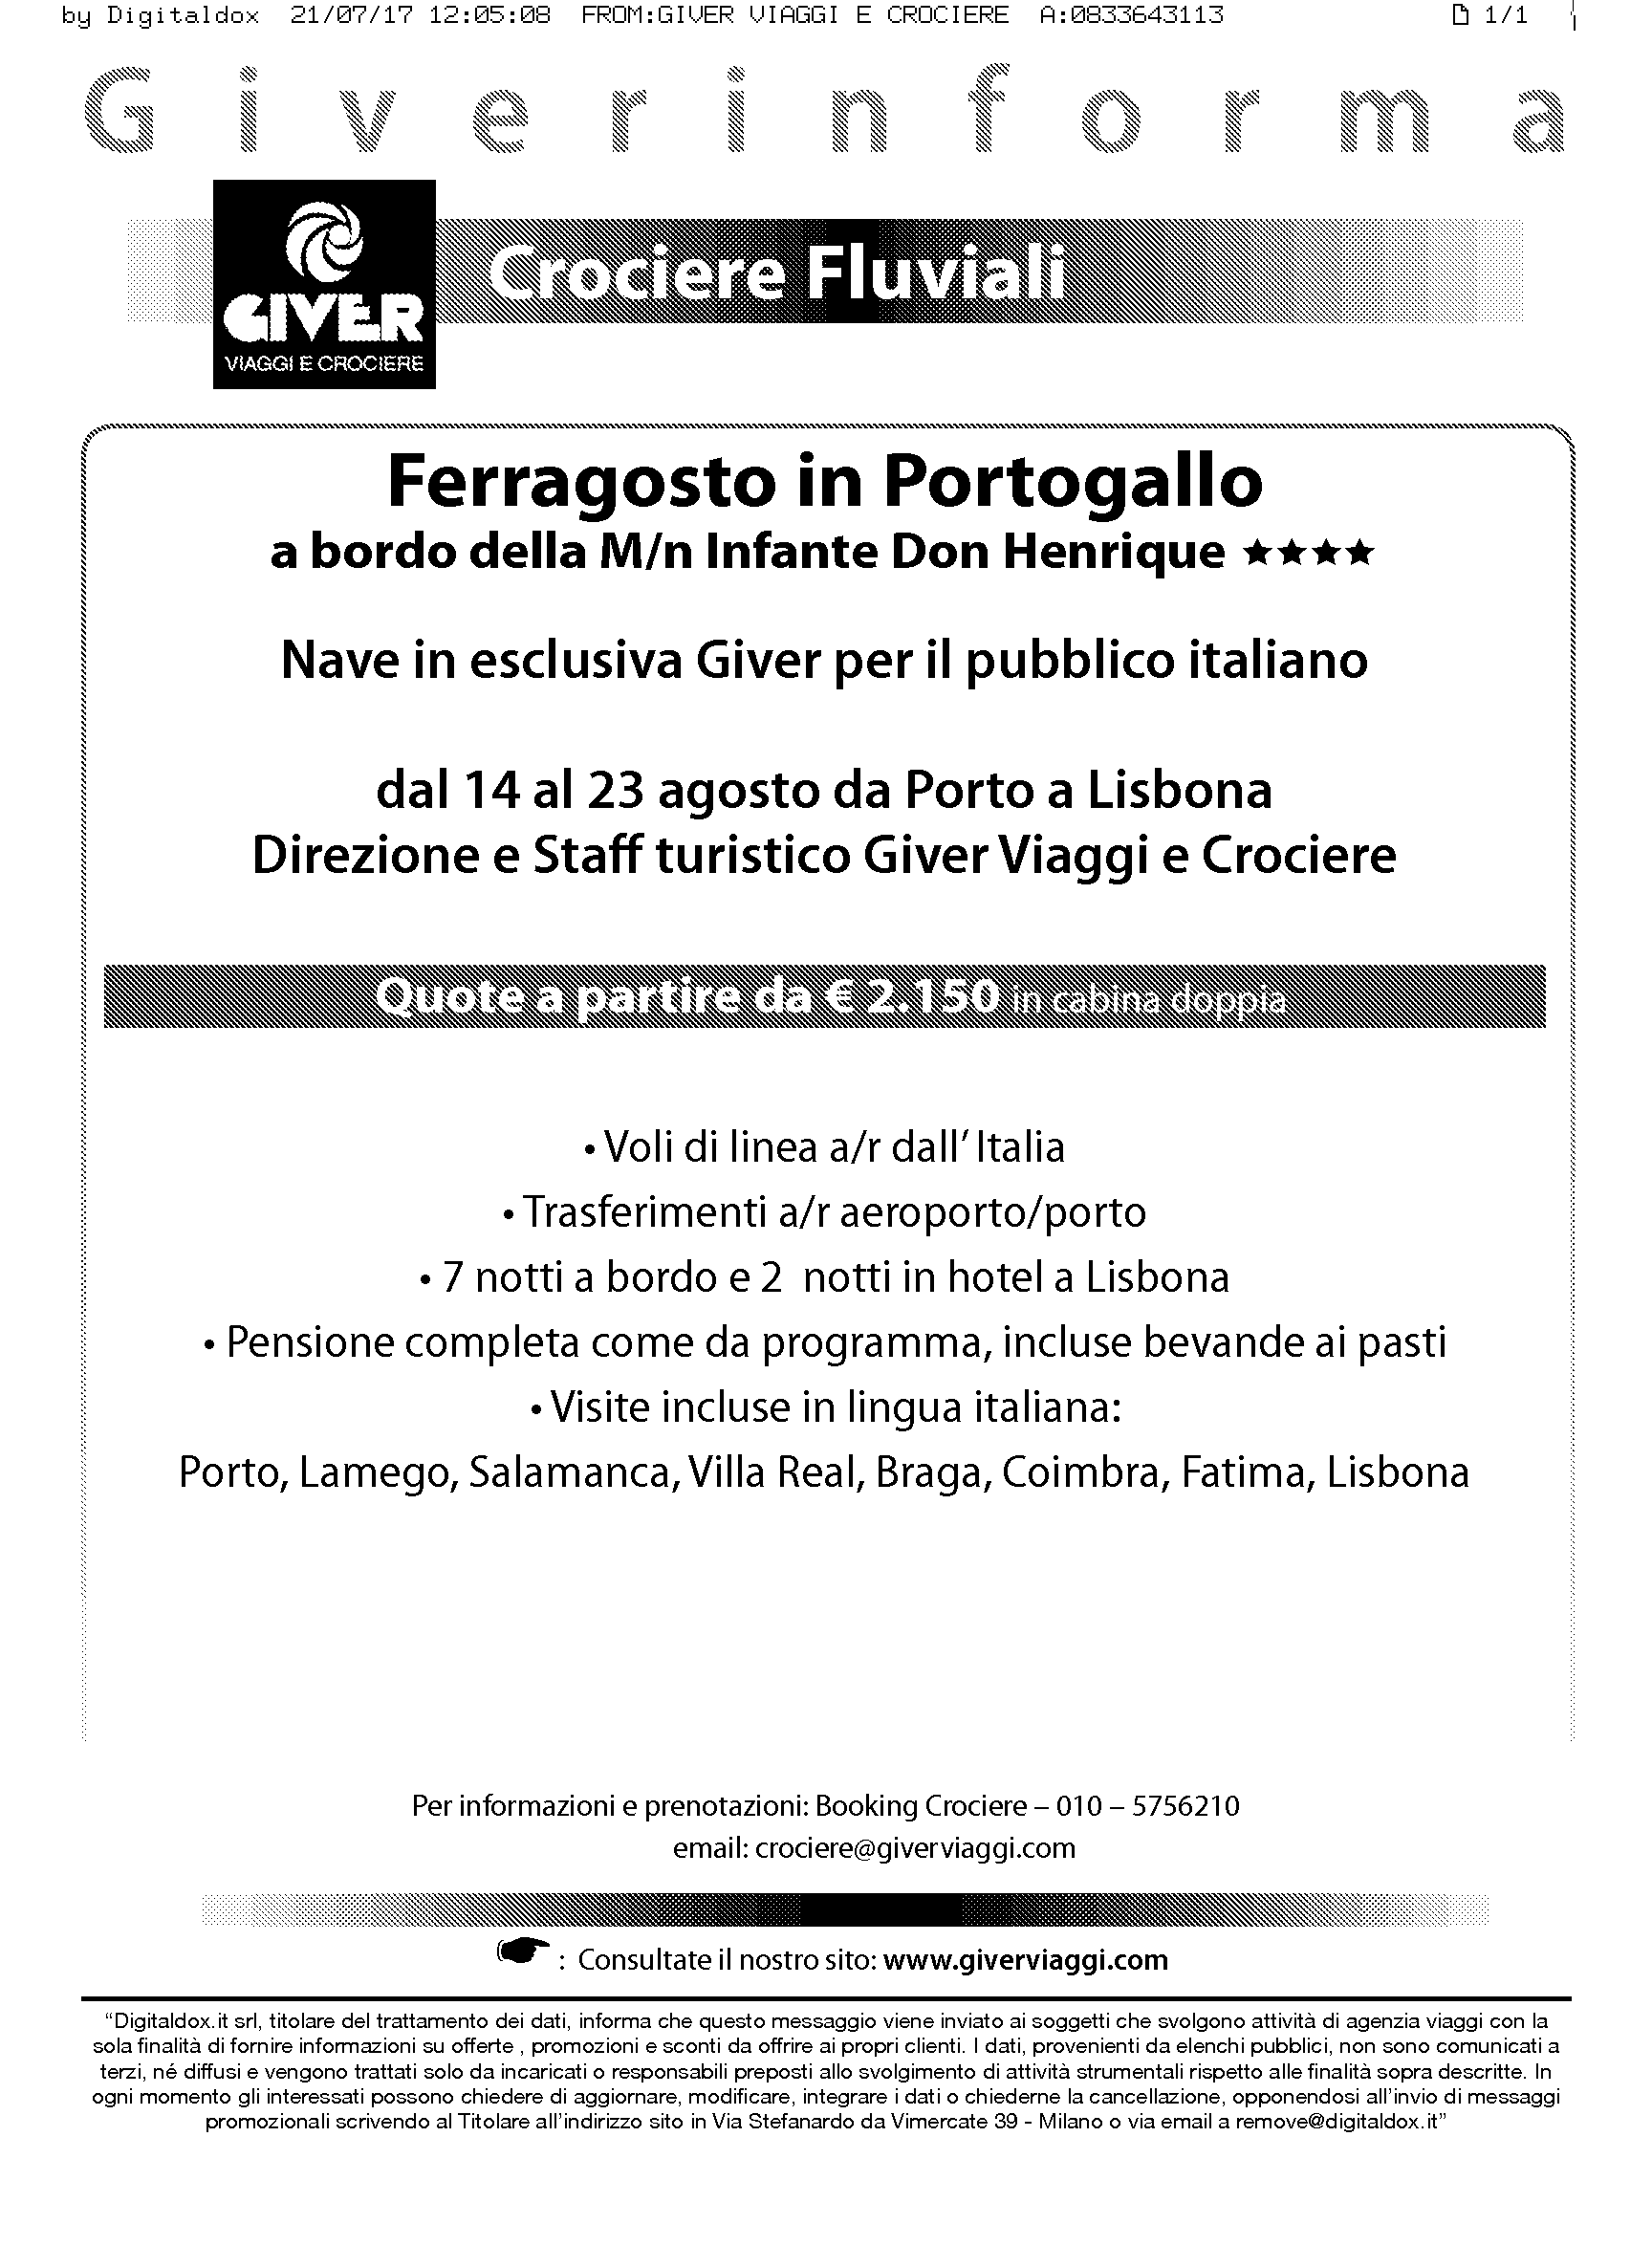 by Digitaldox 21/07/17 12:05:08 FROM:GIVER VIAGGI E CROCIERE A:0833643113 1/1
Giverinforma
GIVER
VIAGGI E CROCIERE
Crociere Fluviali
Ferragosto in Portogallo
a bordo della M/n Infante Don Henrique ★★★★
Nave in esclusiva Giver per il pubblico italiano
dal 14 al 23 agosto da Porto a Lisbona
Direzione e Staff turistico Giver Viaggi e Crociere
Quote a partire da € 2.150 in cabina doppia
• Voli di linea a/r dall’ Italia
• Trasferimenti a/r aeroporto/porto
• 7 notti a bordo e 2 notti in hotel a Lisbona
• Pensione completa come da programma, incluse bevande ai pasti
• Visite incluse in lingua italiana:
Porto, Lamego, Salamanca, Villa Real, Braga, Coimbra, Fatima, Lisbona
Per informazioni e prenotazioni: Booking Crociere – 010 – 5756210
email: crociere@giverviaggi.com
: Consultate il nostro sito: www.giverviaggi.com
“Digitaldox.it srl, titolare del trattamento dei dati, informa che questo messaggio viene inviato ai soggetti che svolgono attività di agenzia viaggi con la
sola finalità di fornire informazioni su offerte , promozioni e sconti da offrire ai propri clienti. I dati, provenienti da elenchi pubblici, non sono comunicati a
terzi, né diffusi e vengono trattati solo da incaricati o responsabili preposti allo svolgimento di attività strumentali rispetto alle finalità sopra descritte. In
ogni momento gli interessati possono chiedere di aggiornare, modificare, integrare i dati o chiederne la cancellazione, opponendosi all’invio di messaggi
promozionali scrivendo al Titolare all’indirizzo sito in Via Stefanardo da Vimercate 39 - Milano o via email a remove@digitaldox.it”